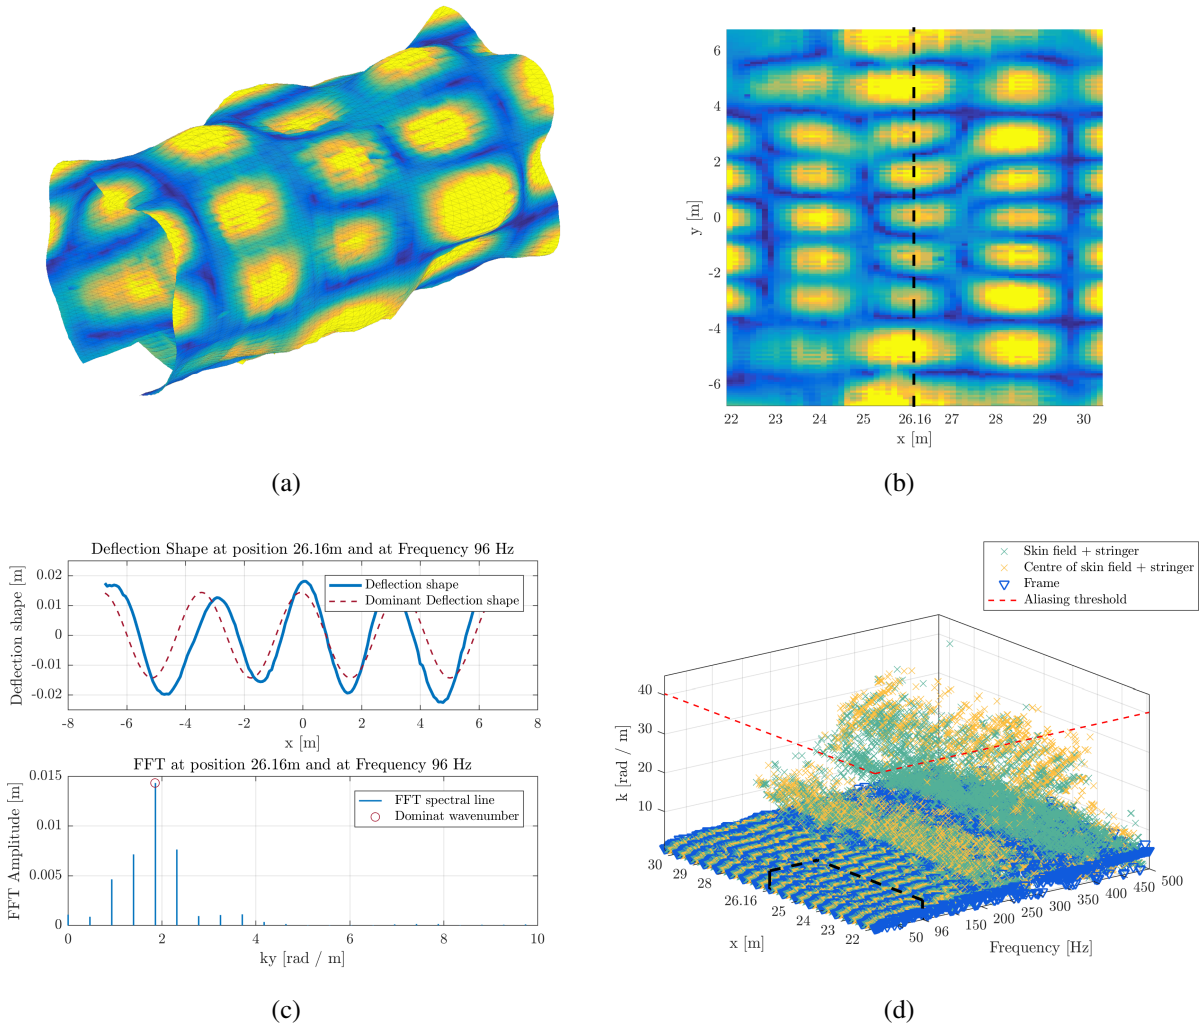 (a)
6
4
2
0
-2
-4
-6
y [m]
22 23 24 25 26.16 27 28 29 30
x [m]
(b)
Deflection Shape at position 26.16m and at Frequency 96 Hz
Deflection shape [m]
0.02
0.01
0
-0.01
-0.02
Deflection shape
Dominant Deflection shape
-8 -6 -4 -2 0 2 4 6 8
x [m]
FFT at position 26.16m and at Frequency 96 Hz
FFT Amplitude [m]
0.015
0.01
0.005
0
FFT spectral line
Dominat wavenumber
0 2 4 6 8 10
ky [rad / m]
(c)
Skin field + stringer
Centre of skin field + stringer
Frame
Aliasing threshold
k [rad / m]
40
30
20
10
30 29 28 26.16 25 24 23 22
x [m]
50 96 150 200 250 300 350 400 450 500
Frequency [Hz]
(d)